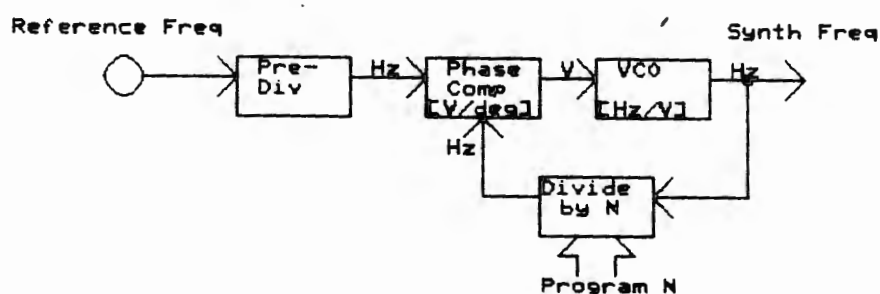 Reference Freq
Synth Freq
Pre-
Div
Hz
Phase
Comp
[V/deg]
V
VCO
[Hz/V]
Hz
Hz
Divide
by N
Program N